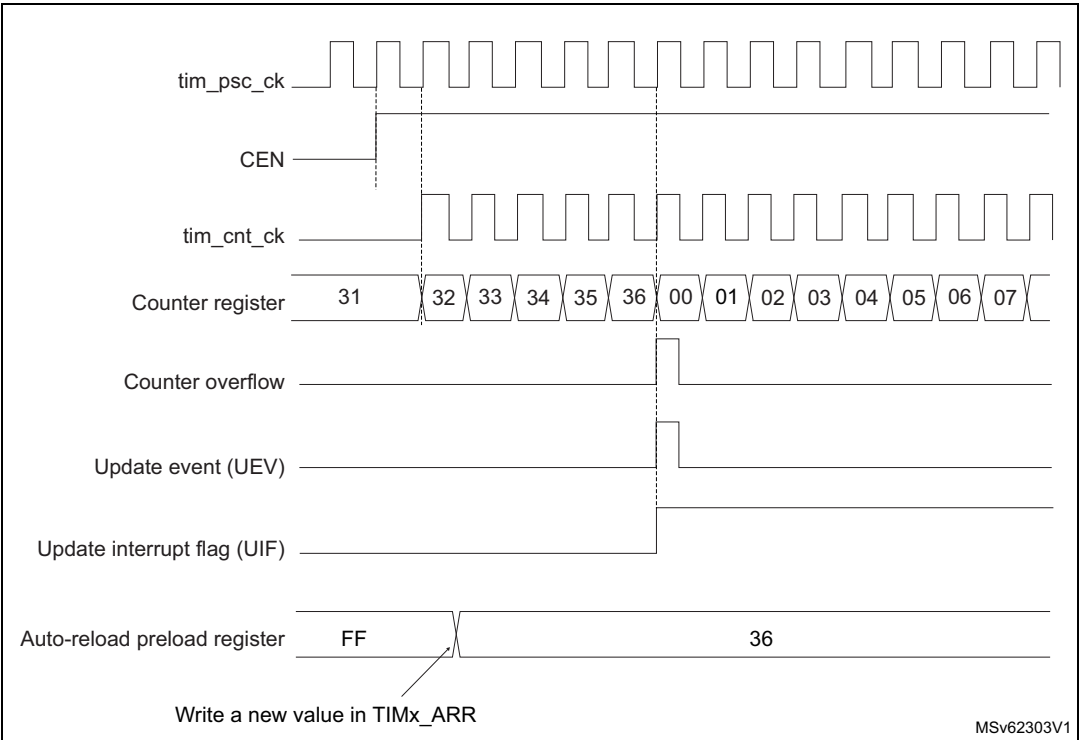 tim_psc_ck
CEN
tim_cnt_ck
Counter register 31 32 33 34 35 36 00 01 02 03 04 05 06 07
Counter overflow
Update event (UEV)
Update interrupt flag (UIF)
Auto-reload preload register FF 36
Write a new value in TIMx_ARR
MSv62303V1